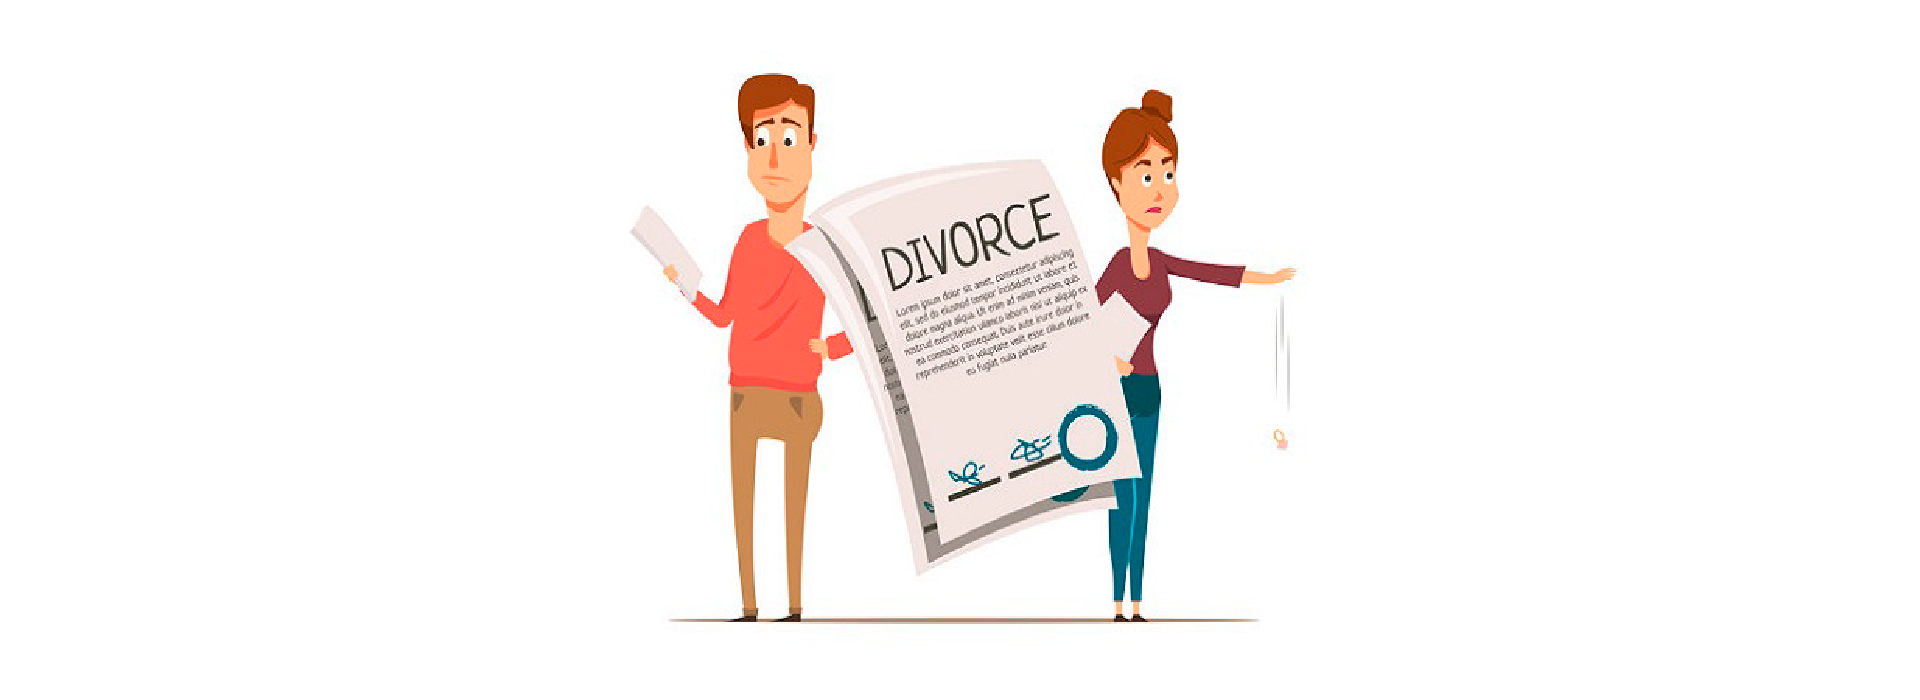 DIVORCE
Lorem ipsum dolor sit amet, consectetur adipiscing
elit, sed do eiusmod tempor incididunt ut labore et
dolore magna aliqua. Ut enim ad minim veniam, quis
nostrud exercitation ullamco laboris nisi ut aliquip ex
ea commodo consequat. Duis aute irure dolor in
reprehenderit in voluptate velit esse cillum dolore
eu fugiat nulla pariatur